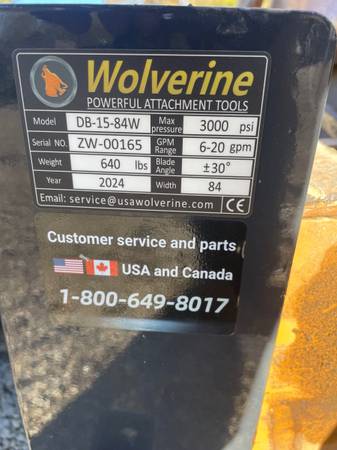 Wolverine
POWERFUL ATTACHMENT TOOLS
Model DB-15-84W Max pressure 3000 psi
Serial NO. ZW-00165 GPM Range 6-20 gpm
Weight 640 lbs Blade Angle ±30°
Year 2024 Width 84
Email: service@usawolverine.com CE
Customer service and parts
USA and Canada
1-800-649-8017